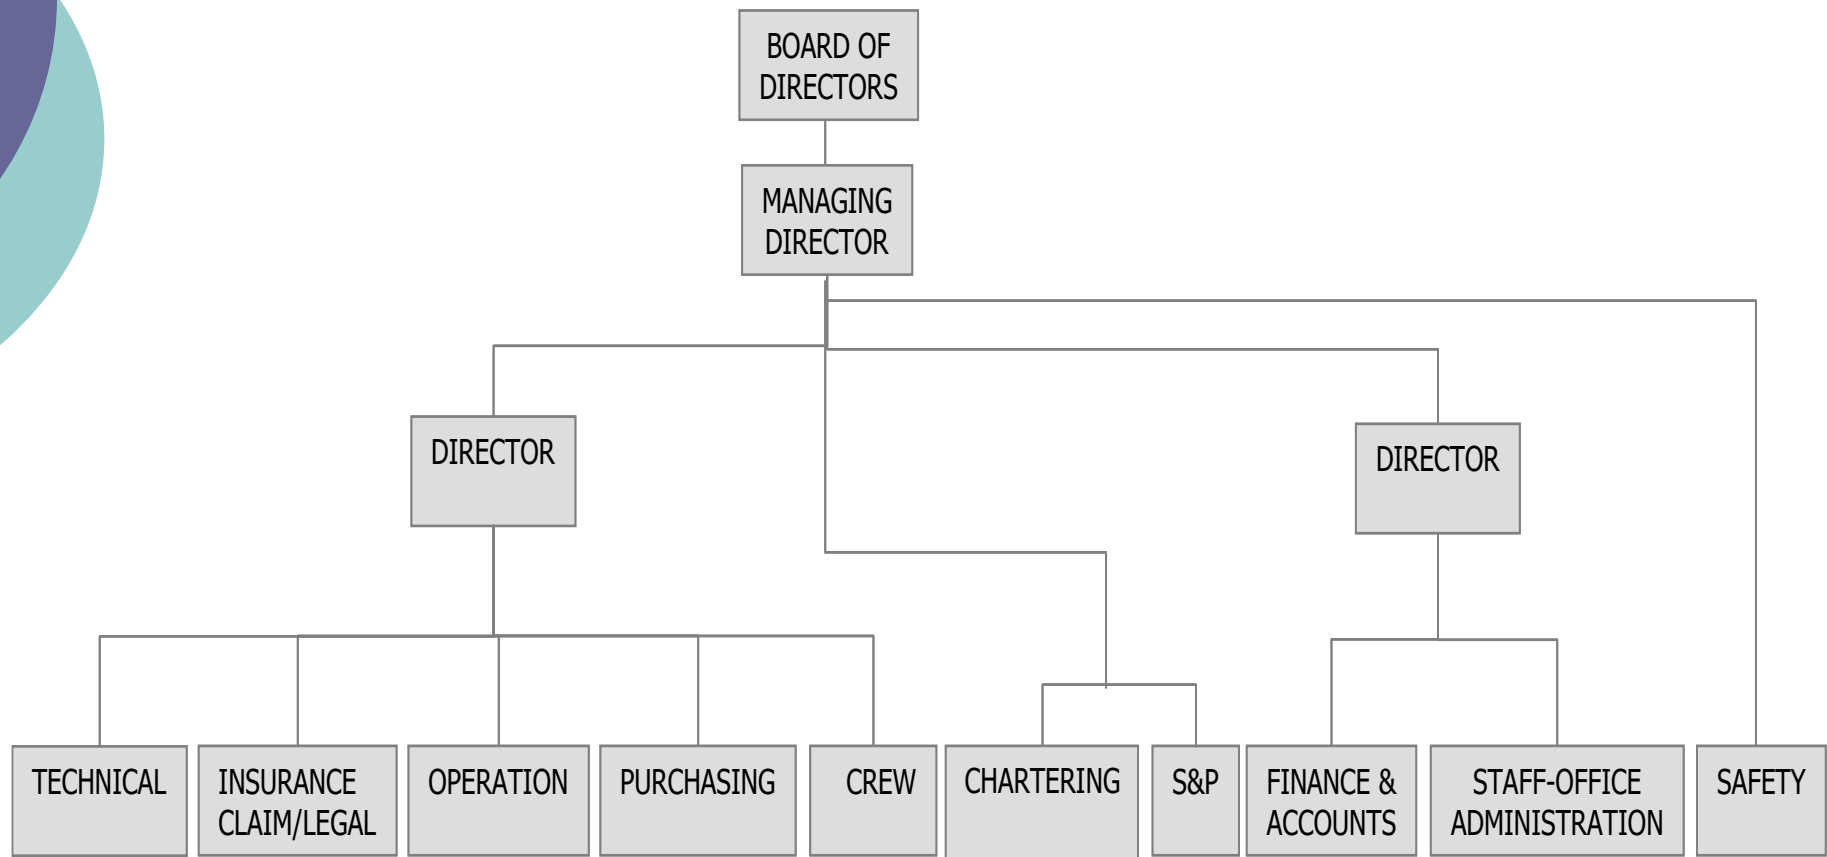 BOARD OF
DIRECTORS
MANAGING
DIRECTOR
DIRECTOR
DIRECTOR
TECHNICAL
INSURANCE
CLAIM/LEGAL
OPERATION
PURCHASING
CREW
CHARTERING
S&P
FINANCE &
ACCOUNTS
STAFF-OFFICE
ADMINISTRATION
SAFETY